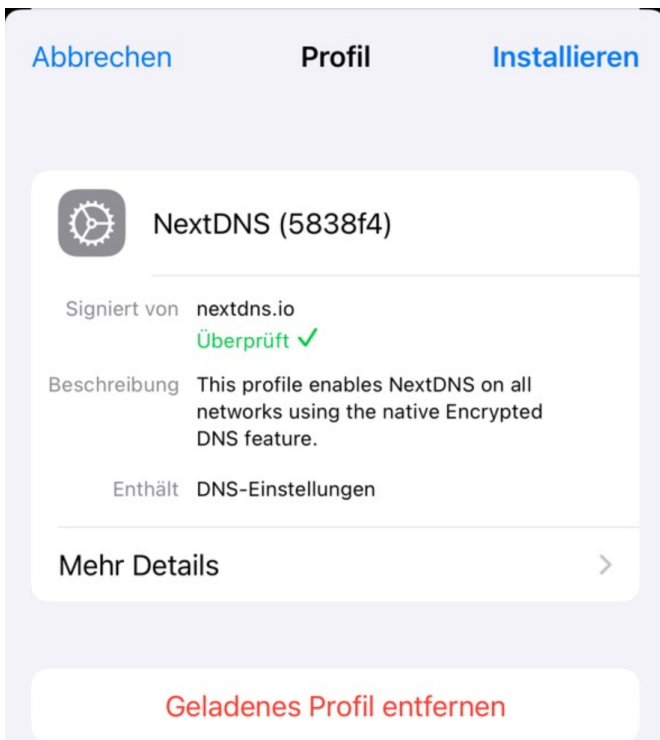 Abbrechen Profil Installieren
NextDNS (5838f4)
Signiert von nextdns.io
Überprüft ✓
Beschreibung This profile enables NextDNS on all
networks using the native Encrypted
DNS feature.
Enthält DNS-Einstellungen
Mehr Details
Geladenes Profil entfernen